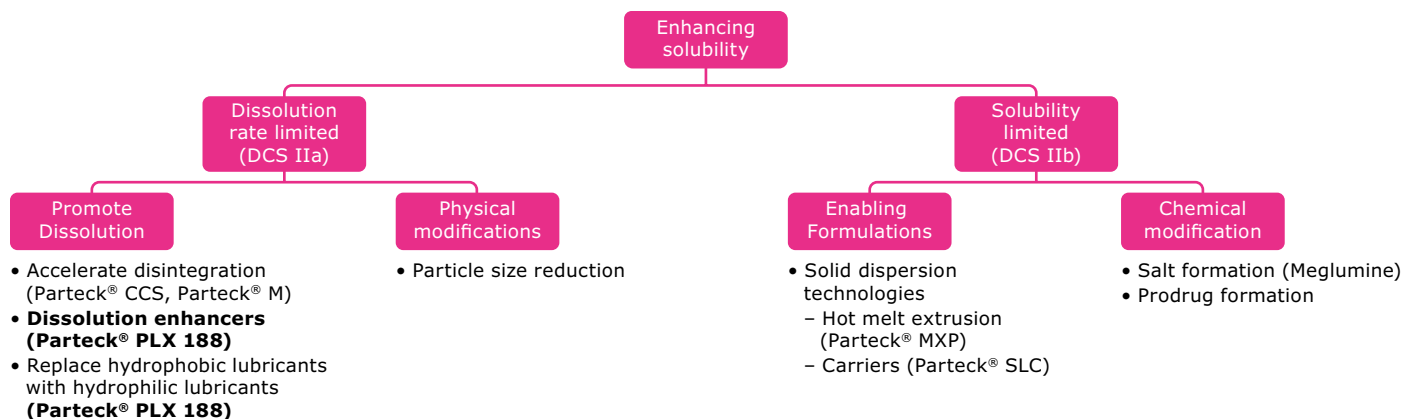 Enhancing
solubility
Dissolution
rate limited
(DCS IIa)
Solubility
limited
(DCS IIb)
Promote
Dissolution
Physical
modifications
Enabling
Formulations
Chemical
modification
• Accelerate disintegration
(Parteck® CCS, Parteck® M)
• Dissolution enhancers
(Parteck® PLX 188)
• Replace hydrophobic lubricants
with hydrophilic lubricants
(Parteck® PLX 188)
• Particle size reduction
• Solid dispersion
technologies
– Hot melt extrusion
(Parteck® MXP)
– Carriers (Parteck® SLC)
• Salt formation (Meglumine)
• Prodrug formation